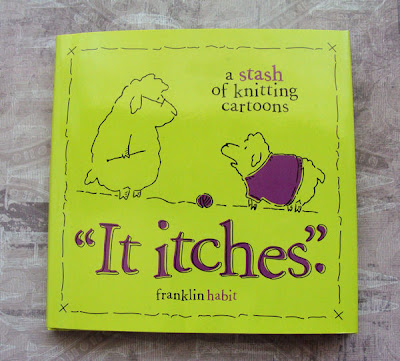 a stash
of knitting
cartoons
“It itches”.
franklin habit